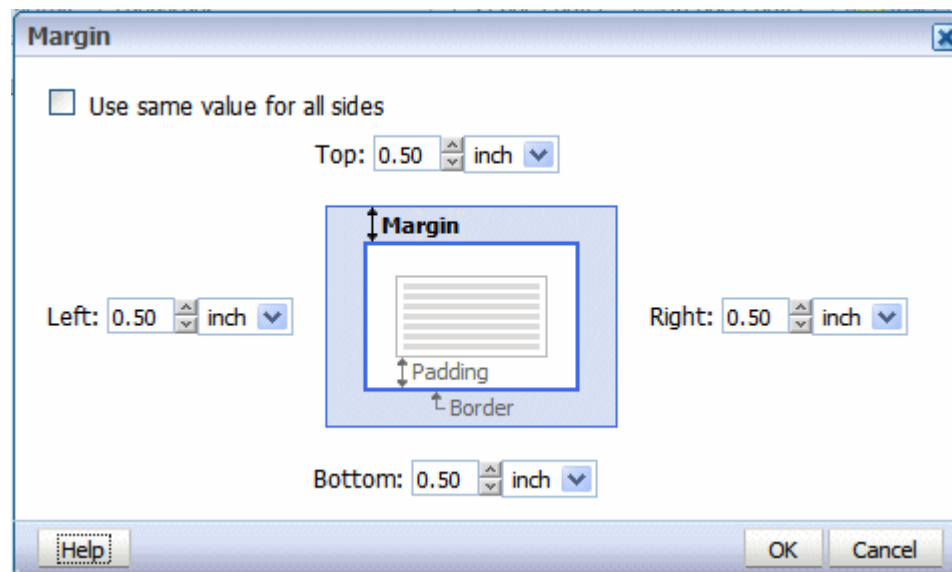 Margin
Use same value for all sides
Top: 0.50 inch
Margin
Left: 0.50 inch
Right: 0.50 inch
Padding
Border
Bottom: 0.50 inch
Help
OK
Cancel